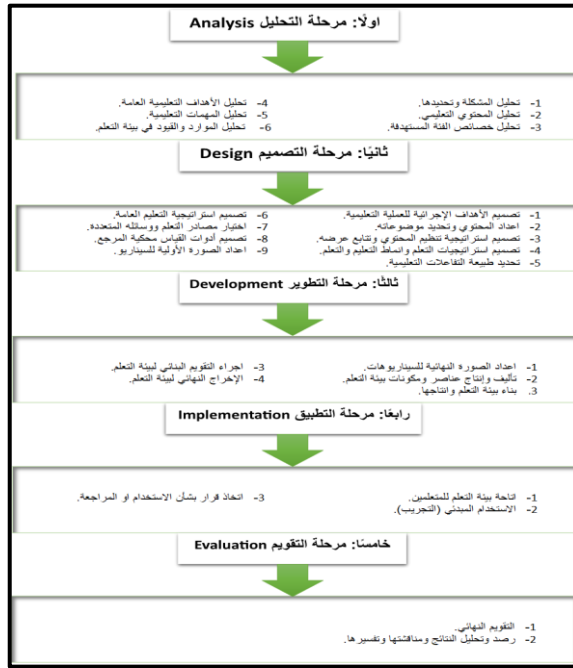 اولًا: مرحلة التحليل Analysis
1- تحليل المشكلة وتحديدها.
2- تحليل المحتوي التعليمي.
3- تحليل خصائص الفئة المستهدفة.
4- تحليل الأهداف التعليمية العامة.
5- تحليل المهمات التعليمية.
6- تحليل الموارد والقيود في بيئة التعلم.
ثانيًا: مرحلة التصميم Design
1- تصميم الأهداف الإجرائية للعملية التعليمية.
2- اعداد المحتوي وتحديد موضوعاته.
3- تصميم استراتيجية تنظيم المحتوي وتتابع عرضه.
4- تصميم استراتيجيات التعلم وانماط التعليم والتعلم.
5- تحديد طبيعة التفاعلات التعليمية.
6- تصميم استراتيجية التعليم العامة.
7- اختيار مصادر التعلم ووسائله المتعددة.
8- تصميم أدوات القياس محكية المرجع.
9- اعداد الصورة الأولية للسيناريو.
ثالثًا: مرحلة التطوير Development
1- اعداد الصورة النهائية للسيناريوهات.
2- تأليف وإنتاج عناصر ومكونات بيئة التعلم.
3. بناء بيئة التعلم وانتاجها.
3- اجراء التقويم البنائي لبيئة التعلم.
4- الإخراج النهائي لبيئة التعلم.
رابعًا: مرحلة التطبيق Implementation
1- اتاحة بيئة التعلم للمتعلمين.
2- الاستخدام المبدئي (التجريب).
3- اتخاذ قرار بشأن الاستخدام او المراجعة.
خامسًا: مرحلة التقويم Evaluation
1- التقويم النهائي.
2- رصد وتحليل النتائج ومناقشتها وتفسيرها.